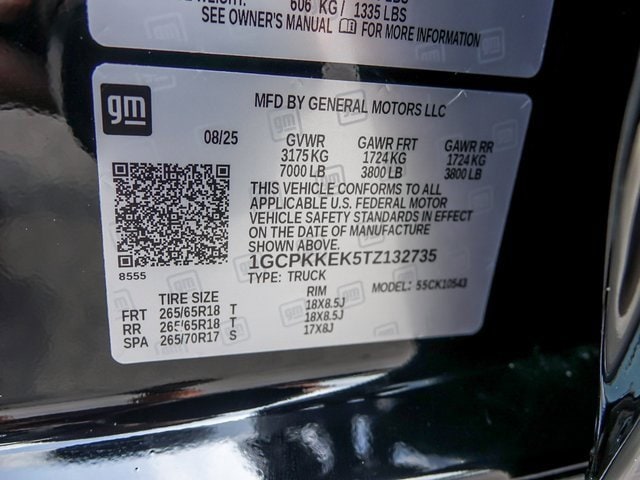 606 KG / 1335 LBS
SEE OWNER'S MANUAL FOR MORE INFORMATION
gm
MFD BY GENERAL MOTORS LLC
08/25 GVWR GAWR FRT GAWR RR
3175 KG 1724 KG 1724 KG
7000 LB 3800 LB 3800 LB
THIS VEHICLE CONFORMS TO ALL
APPLICABLE U.S. FEDERAL MOTOR
VEHICLE SAFETY STANDARDS IN EFFECT
ON THE DATE OF MANUFACTURE
SHOWN ABOVE.
8555
1GCPKKEK5TZ132735
TYPE: TRUCK MODEL: 55CK10543
TIRE SIZE RIM
FRT 265/65R18 T 18X8.5J
RR 265/65R18 T 18X8.5J
SPA 265/70R17 S 17X8J